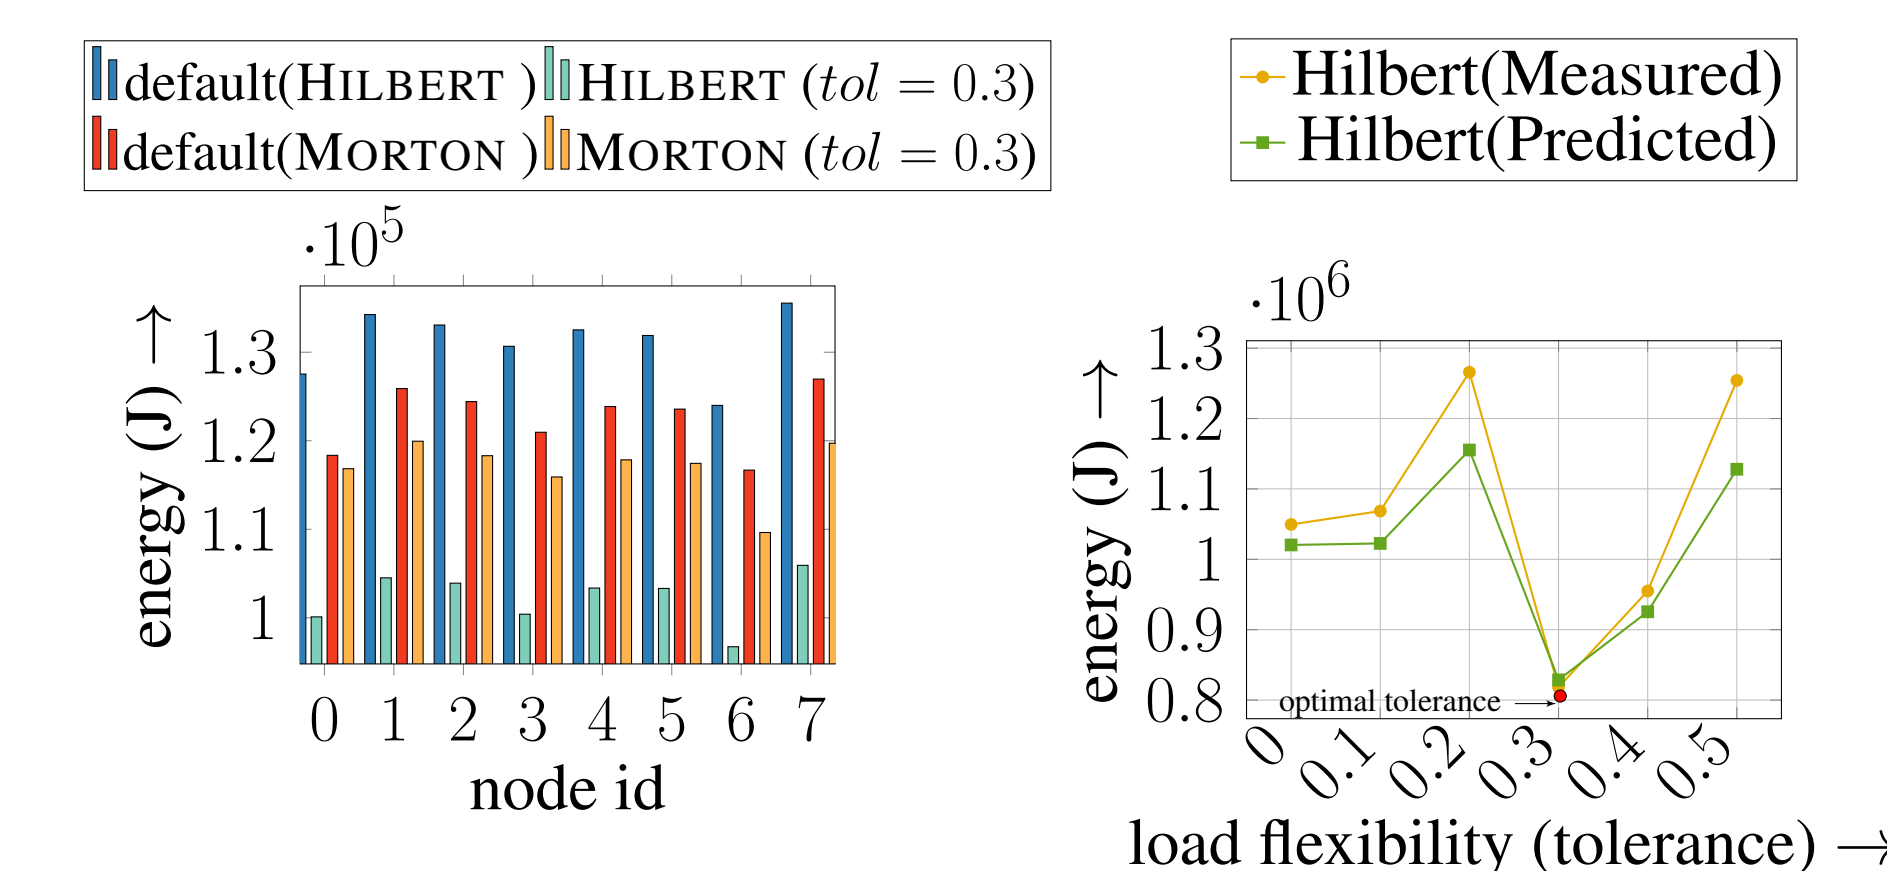 default(HILBERT ) HILBERT (tol = 0.3)
default(MORTON ) MORTON (tol = 0.3)
·10^5
energy (J) →
1.3
1.2
1.1
1
0 1 2 3 4 5 6 7
node id
Hilbert(Measured)
Hilbert(Predicted)
·10^6
energy (J) →
1.3
1.2
1.1
1
0.9
0.8
optimal tolerance
0 0.1 0.2 0.3 0.4 0.5
load flexibility (tolerance) →